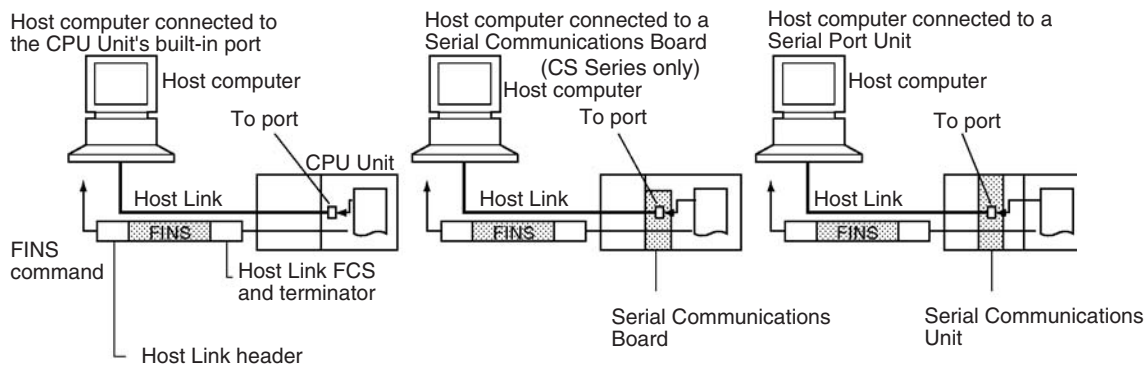 Host computer connected to
the CPU Unit's built-in port
Host computer
To port
CPU Unit
Host Link
FINS
FINS
command
Host Link FCS
and terminator
Host Link header
Host computer connected to a
Serial Communications Board
(CS Series only)
Host computer
To port
Host Link
FINS
Serial Communications
Board
Host computer connected to a
Serial Port Unit
Host computer
To port
Host Link
FINS
Serial Communications
Unit